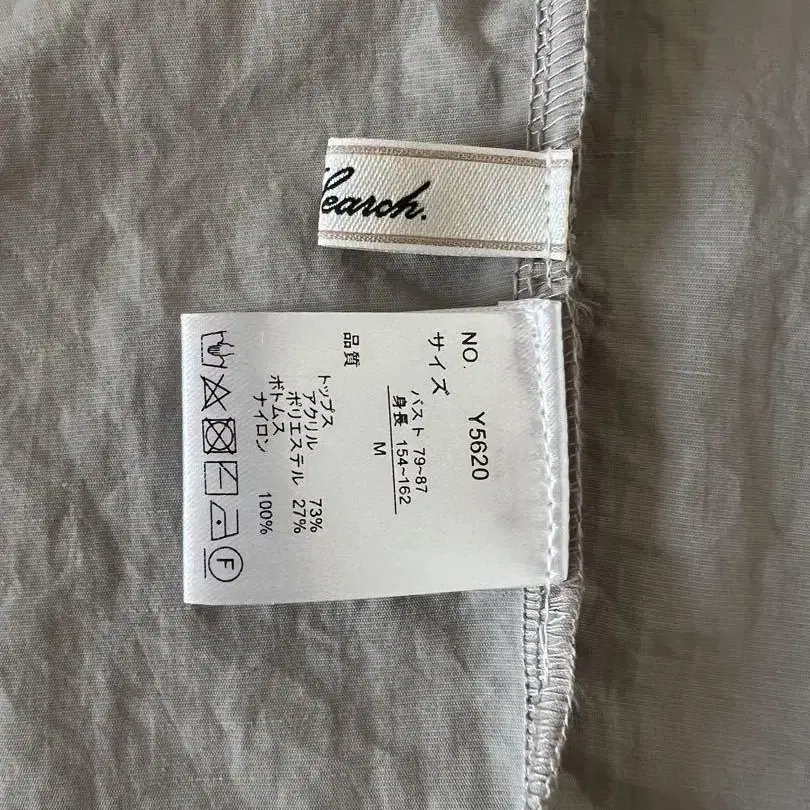 Search.
NO. Y5620
サイズ
バスト 79~87
身長 154~162
M
品質
トップス
アクリル 73%
ポリエステル 27%
ボトムス
ナイロン 100%
F